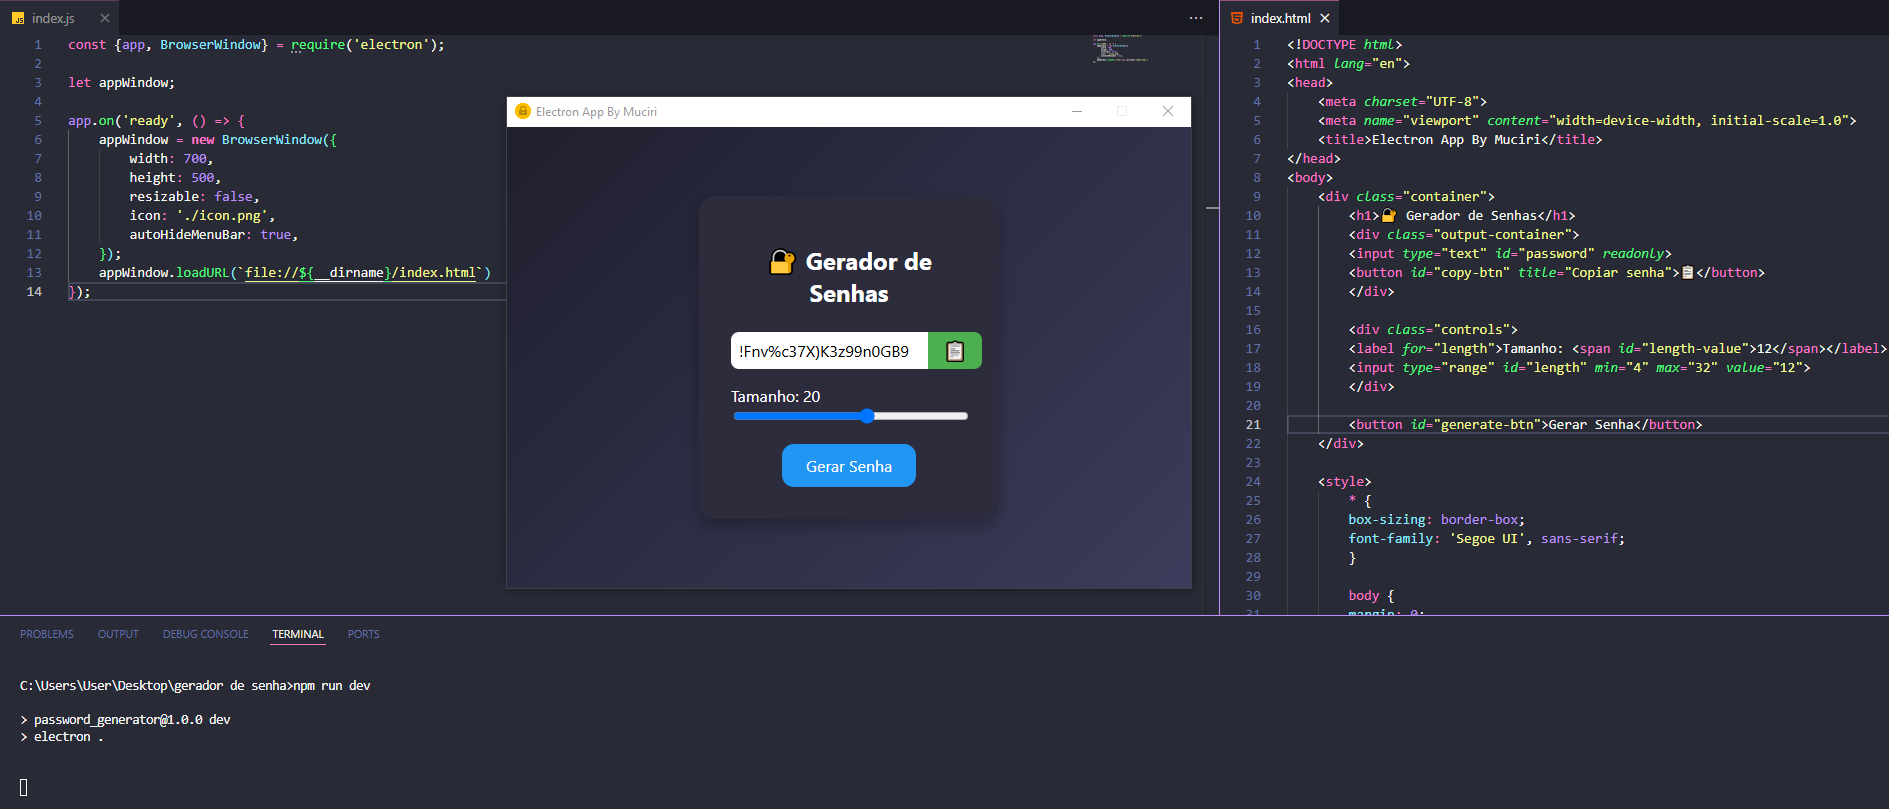 index.js
1 const {app, BrowserWindow} = require('electron');
2
3 let appWindow;
4
5 app.on('ready', () => {
6 appWindow = new BrowserWindow({
7 width: 700,
8 height: 500,
9 resizable: false,
10 icon: './icon.png',
11 autoHideMenuBar: true,
12 });
13 appWindow.loadURL(`file://${__dirname}/index.html`)
14 });
Electron App By Muciri
🔐 Gerador de
Senhas
!Fnv%c37X)K3z99n0GB9 📋
Tamanho: 20
Gerar Senha
index.html
1 <!DOCTYPE html>
2 <html lang="en">
3 <head>
4 <meta charset="UTF-8">
5 <meta name="viewport" content="width=device-width, initial-scale=1.0">
6 <title>Electron App By Muciri</title>
7 </head>
8 <body>
9 <div class="container">
10 <h1>🔐 Gerador de Senhas</h1>
11 <div class="output-container">
12 <input type="text" id="password" readonly>
13 <button id="copy-btn" title="Copiar senha">📋</button>
14 </div>
15
16 <div class="controls">
17 <label for="length">Tamanho: <span id="length-value">12</span></label>
18 <input type="range" id="length" min="4" max="32" value="12">
19 </div>
20
21 <button id="generate-btn">Gerar Senha</button>
22 </div>
23
24 <style>
25 * {
26 box-sizing: border-box;
27 font-family: 'Segoe UI', sans-serif;
28 }
29
30 body {
31 margin: 0;
PROBLEMS OUTPUT DEBUG CONSOLE TERMINAL PORTS
C:\Users\User\Desktop\gerador de senha>npm run dev
> password_generator@1.0.0 dev
> electron .